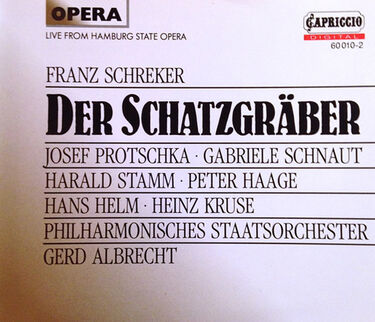 OPERA
LIVE FROM HAMBURG STATE OPERA
CAPRICCIO
DIGITAL
60 010-2
FRANZ SCHREKER
DER SCHATZGRÄBER
JOSEF PROTSCHKA · GABRIELE SCHNAUT
HARALD STAMM · PETER HAAGE
HANS HELM · HEINZ KRUSE
PHILHARMONISCHES STAATSORCHESTER
GERD ALBRECHT